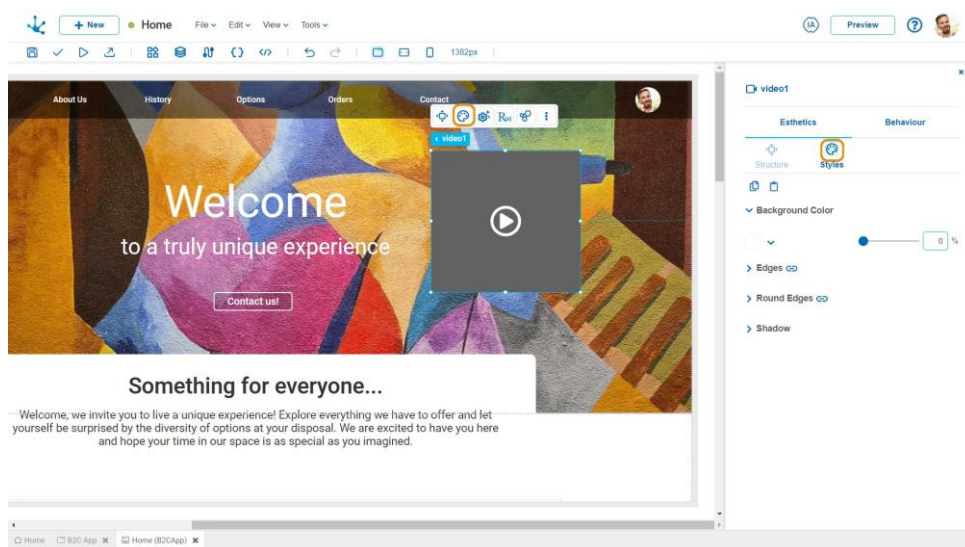 + New
Home
File
Edit
View
Tools
IA
Preview
?
1382px
About Us
History
Options
Orders
Contact
R(x)
< video1
Welcome
to a truly unique experience
Contact us!
Something for everyone...
Welcome, we invite you to live a unique experience! Explore everything we have to offer and let
yourself be surprised by the diversity of options at your disposal. We are excited to have you here
and hope your time in our space is as special as you imagined.
video1
Esthetics
Behaviour
Structure
Styles
Background Color
0 %
Edges
Round Edges
Shadow
Home
B2C App
Home (B2CApp)